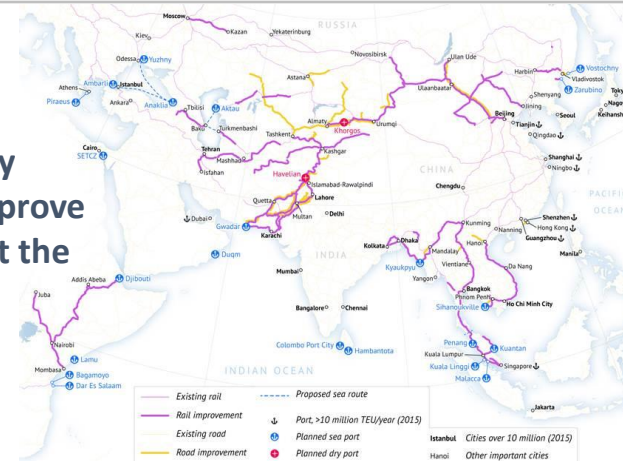 y
prove
t the
RUSSIA
Moscow
Kazan
Yekaterinburg
Kiev
Novosibirsk
Odessa
Yuzhny
Astana
Ulan Ude
Harbin
Vostochny
Vladivostok
Ambarli
Istanbul
Athens
Ankara
Anaklia
Tbilisi
Aktau
Almaty
Khorgos
Urumqi
Ulaanbaatar
Shenyang
Zarubino
Piraeus
Baku
Turkmenbashi
Tashkent
Jining
Seoul
Beijing
Tianjin
Keihansh
Cairo
Tehran
Mashhad
Kashgar
Qingdao
SETCZ
Isfahan
Havelian
Islamabad-Rawalpindi
CHINA
Shanghai
Ningbo
Quetta
Lahore
Multan
Delhi
Chengdu
PACIFI
OCEAN
Dubai
Gwadar
Karachi
Kunming
Shenzhen
Hong Kong
Nanning
Guangzhou
Duqm
INDIA
Kolkata
Dhaka
Mandalay
Hanoi
Manila
Mumbai
Kyaukpyu
Vientiane
Da Nang
Yangon
Djibouti
Addis Abeba
Bangkok
Phnom Penh
Ho Chi Minh City
Juba
Bangalore
Chennai
Sihanoukville
Nairobi
Colombo Port City
Hambantota
Penang
Kuantan
Lamu
Kuala Lumpur
Mombasa
Bagamoyo
Kuala Linggi
Singapore
Dar Es Salaam
INDIAN OCEAN
Malacca
Jakarta
Existing rail
Proposed sea route
Rail improvement
Port, >10 million TEU/year (2015)
Existing road
Planned sea port
Istanbul Cities over 10 million (2015)
Road improvement
Planned dry port
Hanoi Other important cities